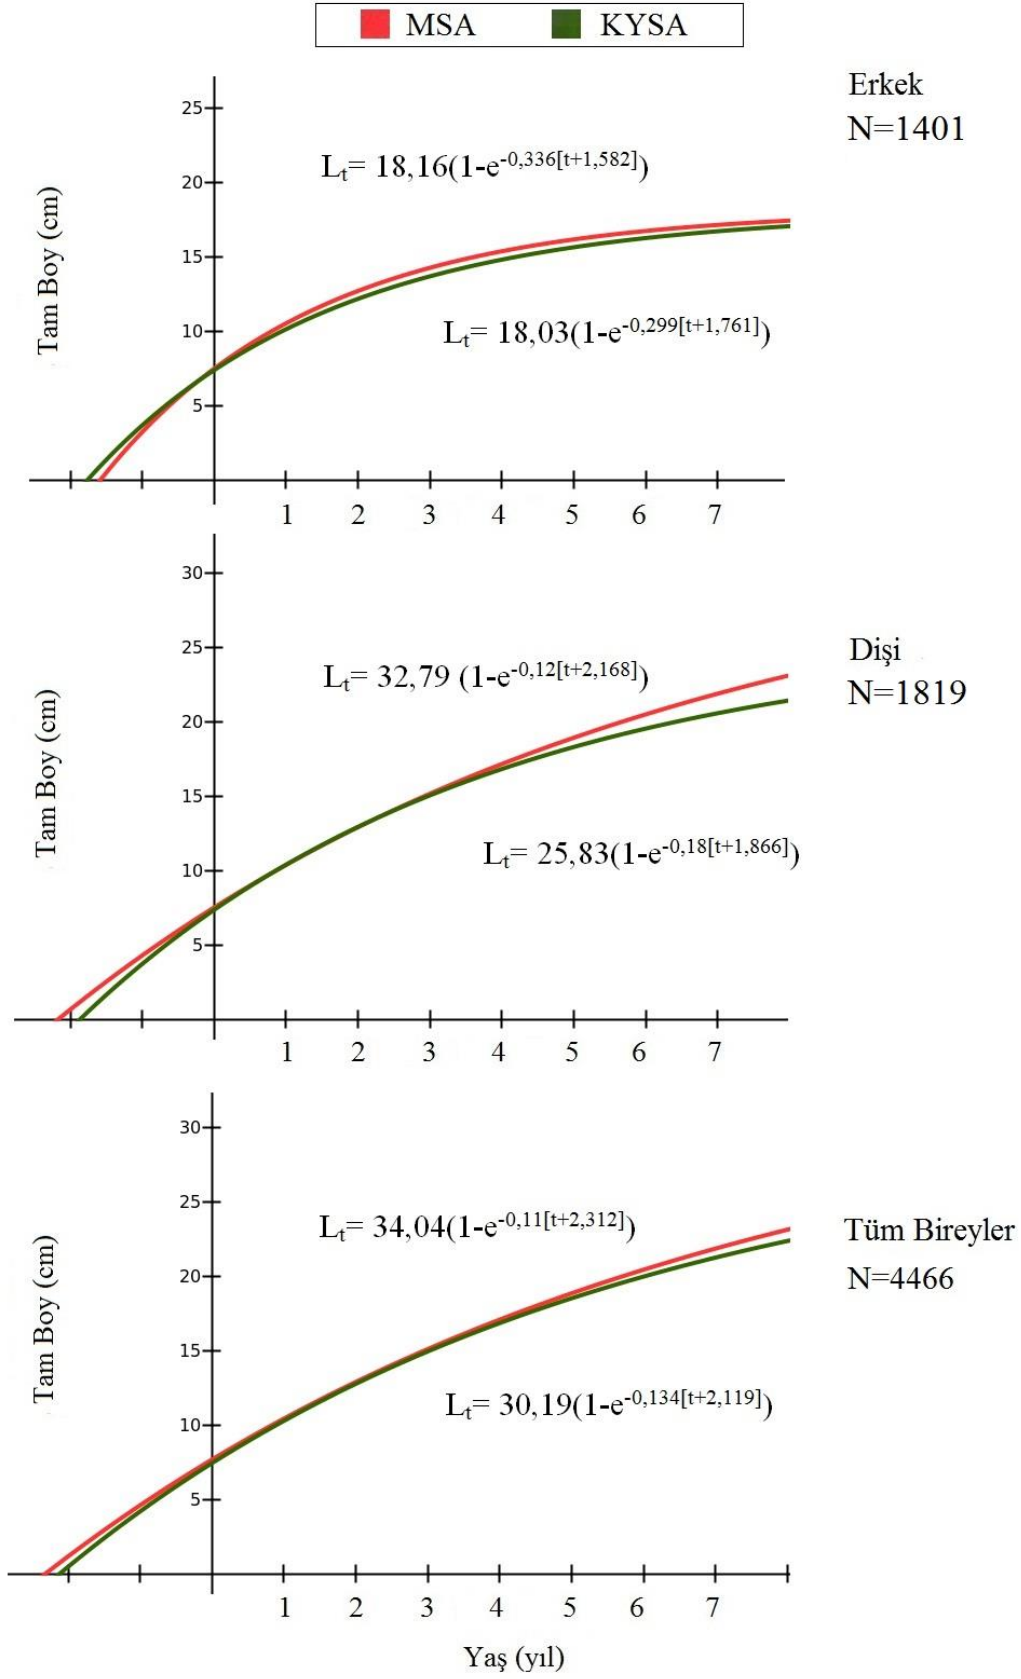 MSA KYSA
Erkek
N=1401
25
Lt= 18,16(1-e-0,336[t+1,582])
20
Tam Boy (cm)
15
10
Lt= 18,03(1-e-0,299[t+1,761])
5
1 2 3 4 5 6 7
30
Dişi
N=1819
25
Lt= 32,79 (1-e-0,12[t+2,168])
20
Tam Boy (cm)
15
Lt= 25,83(1-e-0,18[t+1,866])
10
5
1 2 3 4 5 6 7
30
25
Lt= 34,04(1-e-0,11[t+2,312])
Tüm Bireyler
N=4466
20
Tam Boy (cm)
15
Lt= 30,19(1-e-0,134[t+2,119])
10
5
1 2 3 4 5 6 7
Yaş (yıl)